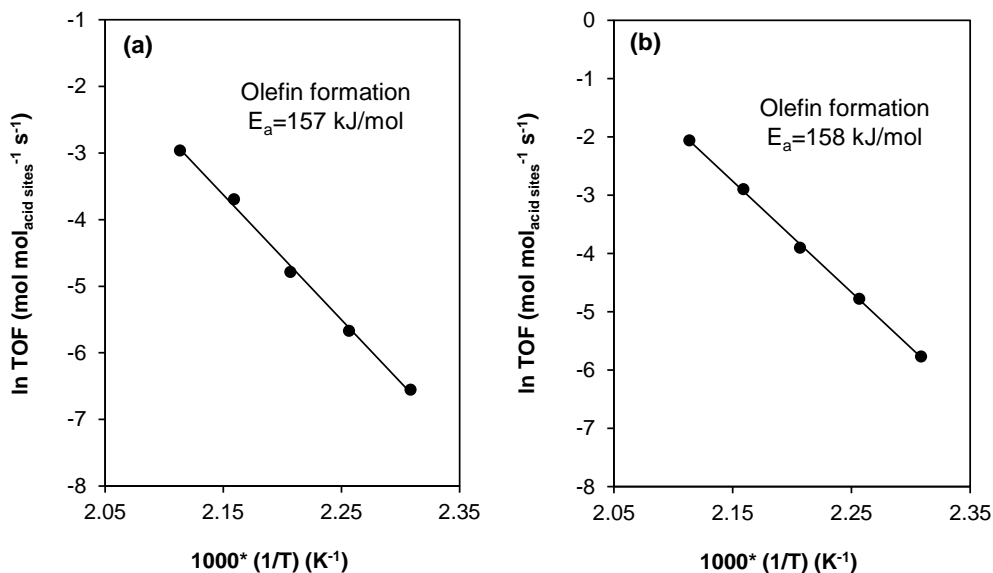 (a)
Olefin formation
Eₐ=157 kJ/mol
ln TOF (mol mol_acid sites⁻¹ s⁻¹)
-1
-2
-3
-4
-5
-6
-7
-8
2.05 2.15 2.25 2.35
1000* (1/T) (K⁻¹)
(b)
Olefin formation
Eₐ=158 kJ/mol
ln TOF (mol mol_acid sites⁻¹ s⁻¹)
0
-1
-2
-3
-4
-5
-6
-7
-8
2.05 2.15 2.25 2.35
1000* (1/T) (K⁻¹)